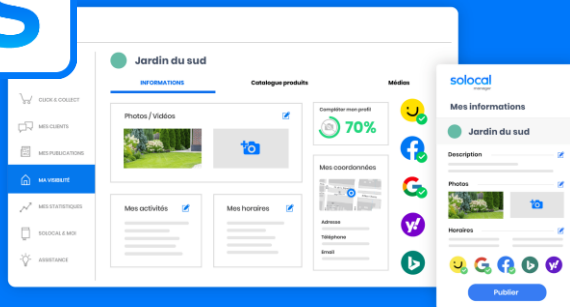 S
Jardin du sud
INFORMATIONS
Catalogue produits
Médias
CLICK & COLLECT
MES CLIENTS
MES PUBLICATIONS
MA VISIBILITÉ
MES STATISTIQUES
SOLOCAL & MOI
ASSISTANCE
Photos / Vidéos
Compléter mon profil
70%
Mes coordonnées
Adresse
Téléphone
Email
Mes activités
Mes horaires
solocal
manager
Mes informations
Jardin du sud
Description
Photos
Horaires
Publier